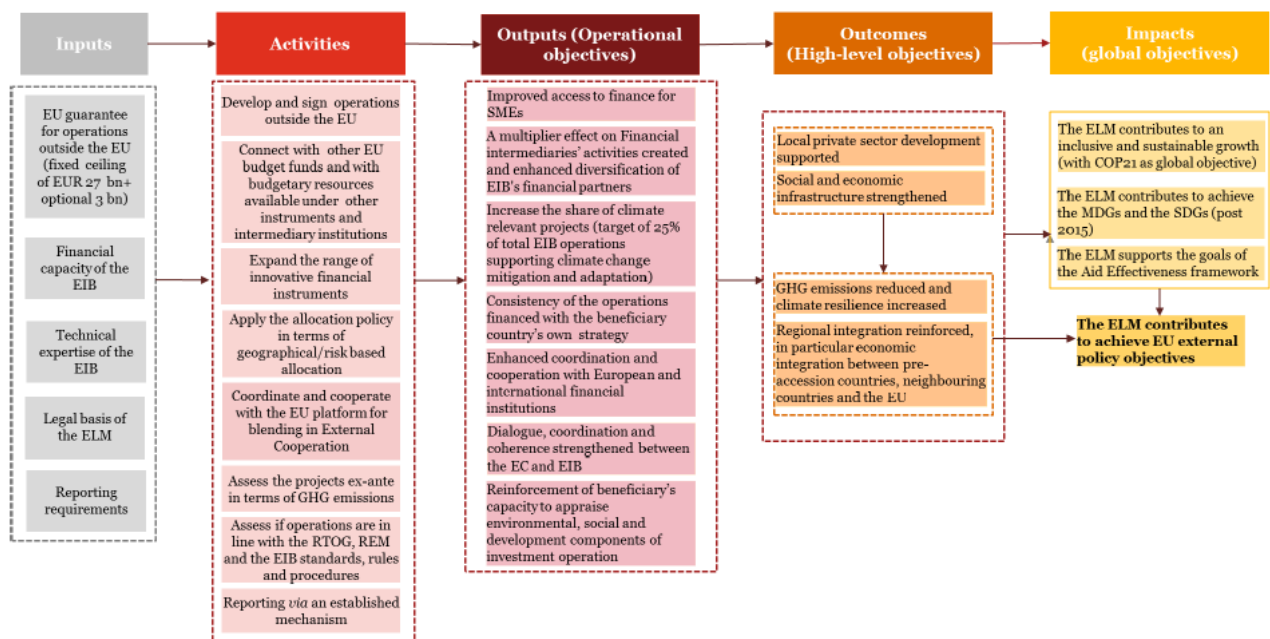 Inputs
Activities
Outputs (Operational
objectives)
Outcomes
(High-level objectives)
Impacts
(global objectives)
EU guarantee
for operations
outside the EU
(fixed ceiling
of EUR 27 bn+
optional 3 bn)
Financial
capacity of the
EIB
Technical
expertise of the
EIB
Legal basis of
the ELM
Reporting
requirements
Develop and sign operations
outside the EU
Connect with other EU
budget funds and with
budgetary resources
available under other
instruments and
intermediary institutions
Expand the range of
innovative financial
instruments
Apply the allocation policy
in terms of
geographical/risk based
allocation
Coordinate and cooperate
with the EU platform for
blending in External
Cooperation
Assess the projects ex-ante
in terms of GHG emissions
Assess if operations are in
line with the RTOG, REM
and the EIB standards, rules
and procedures
Reporting via an established
mechanism
Improved access to finance for
SMEs
A multiplier effect on Financial
intermediaries' activities created
and enhanced diversification of
EIB's financial partners
Increase the share of climate
relevant projects (target of 25%
of total EIB operations
supporting climate change
mitigation and adaptation)
Consistency of the operations
financed with the beneficiary
country's own strategy
Enhanced coordination and
cooperation with European and
international financial
institutions
Dialogue, coordination and
coherence strengthened between
the EC and EIB
Reinforcement of beneficiary's
capacity to appraise
environmental, social and
development components of
investment operation
Local private sector development
supported
Social and economic
infrastructure strengthened
GHG emissions reduced and
climate resilience increased
Regional integration reinforced,
in particular economic
integration between pre-
accession countries, neighbouring
countries and the EU
The ELM contributes to an
inclusive and sustainable growth
(with COP21 as global objective)
The ELM contributes to achieve
the MDGs and the SDGs (post
2015)
The ELM supports the goals of
the Aid Effectiveness framework
The ELM contributes
to achieve EU external
policy objectives